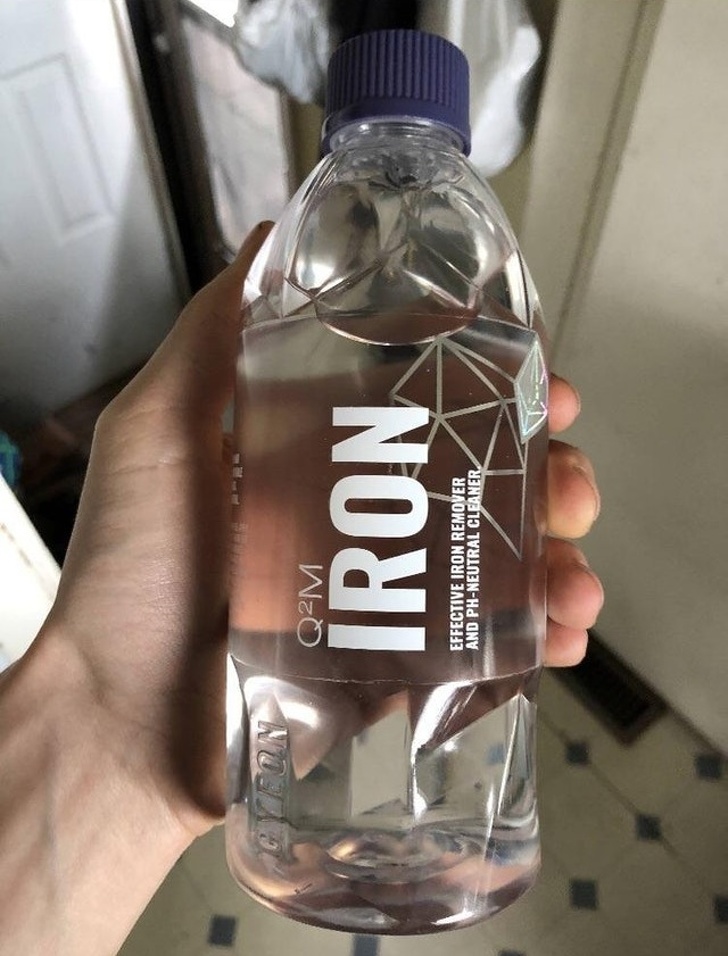 Q²M
IRON
EFFECTIVE IRON REMOVER
AND PH-NEUTRAL CLEANER
GYEON